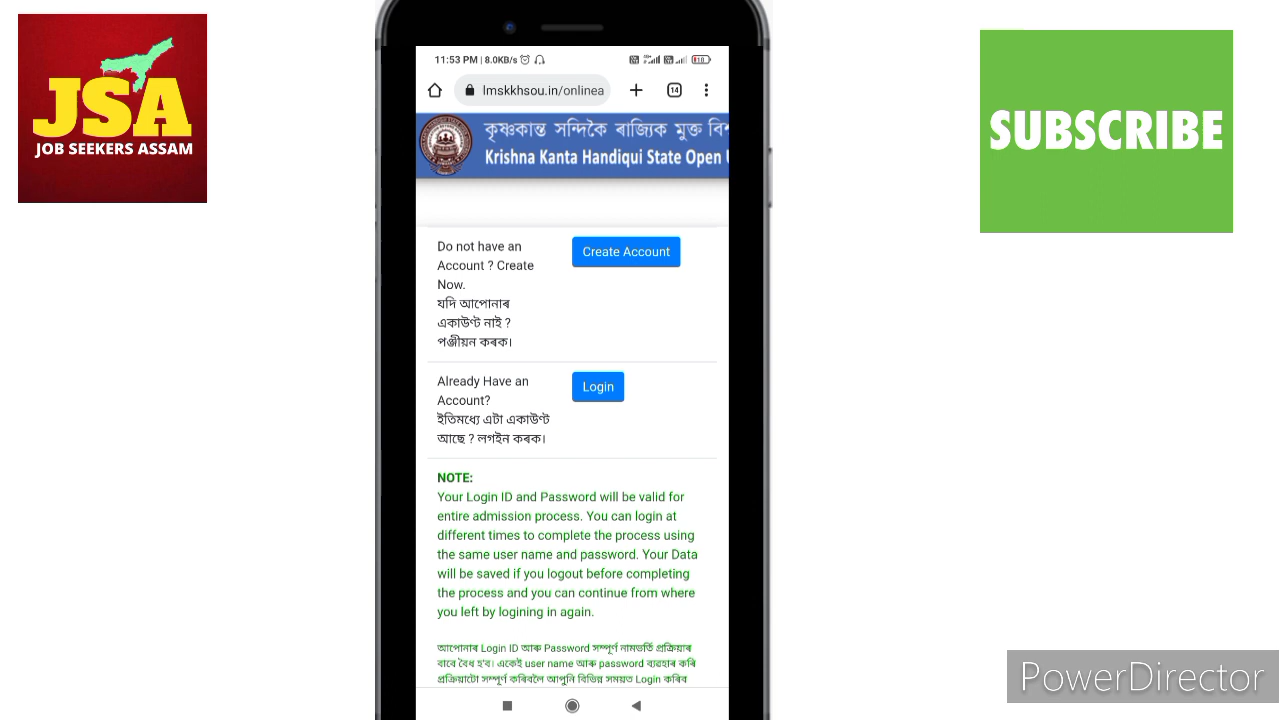 JSA
JOB SEEKERS ASSAM
11:53 PM | 8.0KB/s
10
lmskkhsou.in/onlinea
14
কৃষ্ণকান্ত সন্দিকৈ ৰাজ্যিক মুক্ত বিশ
Krishna Kanta Handiqui State Open U
Do not have an
Account ? Create
Now.
যদি আপোনাৰ
একাউণ্ট নাই ?
পঞ্জীয়ন কৰক।
Create Account
Already Have an
Account?
ইতিমধ্যে এটা একাউণ্ট
আছে ? লগইন কৰক।
Login
NOTE:
Your Login ID and Password will be valid for
entire admission process. You can login at
different times to complete the process using
the same user name and password. Your Data
will be saved if you logout before completing
the process and you can continue from where
you left by logining in again.
আপোনাৰ Login ID আৰু Password সম্পূৰ্ণ নামভৰ্তি প্ৰক্ৰিয়াৰ
বাবে বৈধ হ'ব। একেই user name আৰু password ব্যৱহাৰ কৰি
প্ৰক্ৰিয়াটো সম্পূৰ্ণ কৰিবলৈ আপুনি বিভিন্ন সময়ত Login কৰিব
SUBSCRIBE
PowerDirector